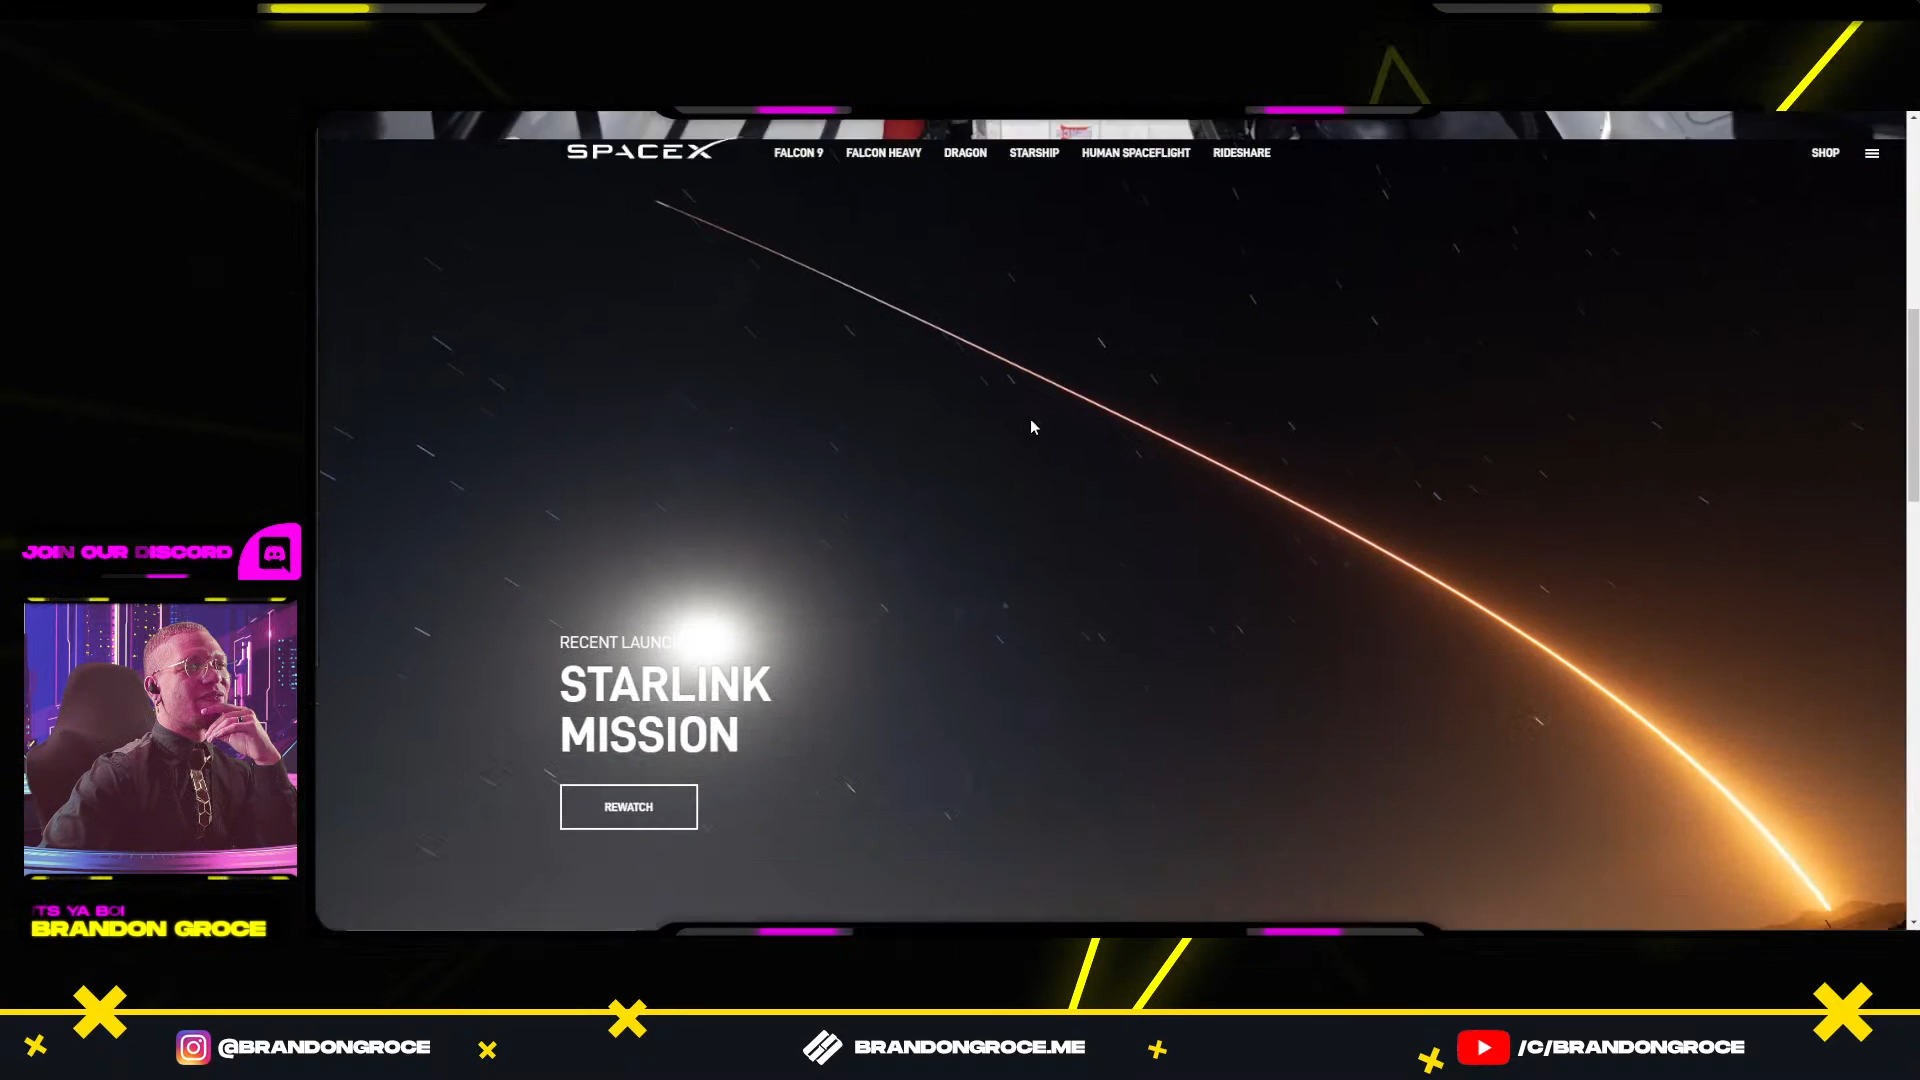 SPACEX
FALCON 9 FALCON HEAVY DRAGON STARSHIP HUMAN SPACEFLIGHT RIDESHARE
SHOP
RECENT LAUNCH
STARLINK
MISSION
REWATCH
JOIN OUR DISCORD
ITS YA BOI
BRANDON GROCE
@BRANDONGROCE
BRANDONGROCE.ME
/C/BRANDONGROCE